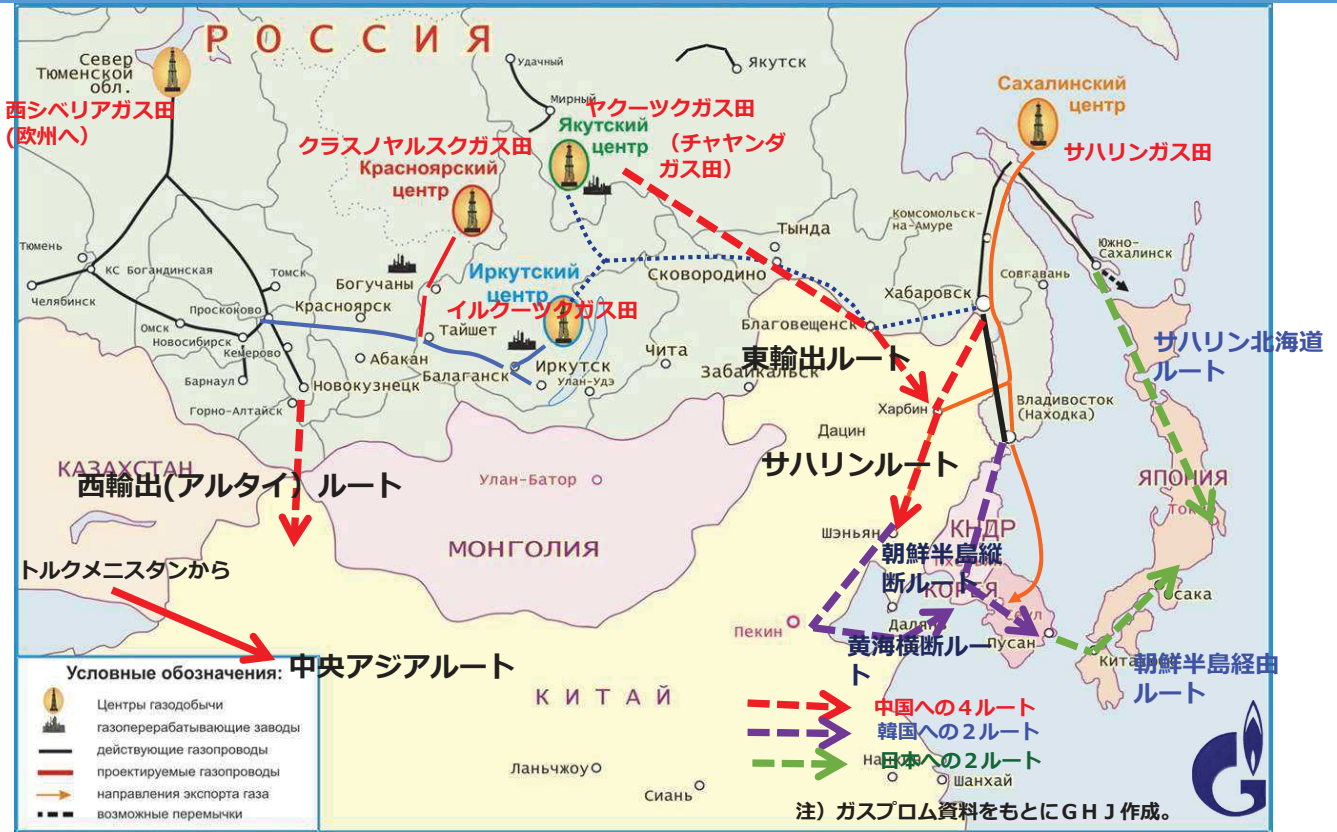 РОССИЯ
Север
Тюменской
обл.
西シベリアガス田
(欧州へ）
Удачный
Мирный
Якутск
ヤクーツクガス田
Якутский
центр
（チャヤンダ
ガス田）
クラスノヤルスクガス田
Красноярский
центр
Сахалинский
центр
サハリンガス田
Тюмень
КС Богандинская
Челябинск
Томск
Проскоково
Омск
Новосибирск
Кемерово
Барнаул
Новокузнецк
Горно-Алтайск
Богучаны
Красноярск
Тайшет
Абакан
Балаганск
Иркутский
центр
イルクーツクガス田
Иркутск
Улан-Удэ
Чита
Забайкальск
Сковородино
Тында
Благовещенск
Комсомольск-
на-Амуре
Совгавань
Хабаровск
Южно-
Сахалинск
東輸出ルート
サハリン北海道
ルート
Харбин
Дацин
Владивосток
(Находка)
サハリンルート
КАЗАХСТАН
西輸出(アルタイ）ルート
Улан-Батор
МОНГОЛИЯ
ЯПОНИЯ
Шэньян
КНДР
朝鮮半島縦
断ルート
КОРЕЯ
トルクメニスタンから
Пекин
Далянь
黄海横断ルー
ト
Пусан
Осака
朝鮮半島経由
ルート
中央アジアルート
КИТАЙ
Ланьчжоу
Сиань
Шанхай
中国への４ルート
韓国への２ルート
日本への２ルート
Условные обозначения:
Центры газодобычи
газоперерабатывающие заводы
действующие газопроводы
проектируемые газопроводы
направления экспорта газа
возможные перемычки
注）ガスプロム資料をもとにＧＨＪ作成。